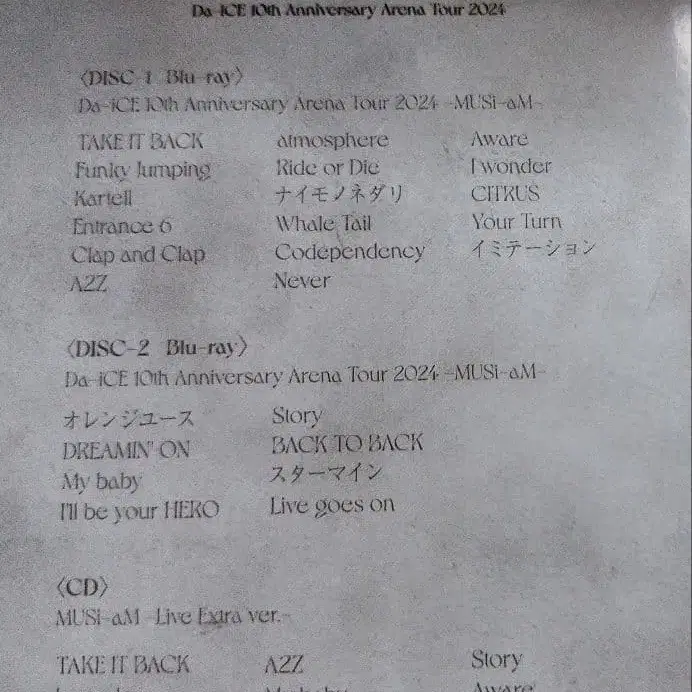 Da-iCE 10th Anniversary Arena Tour 2024
〈DISC-1 Blu-ray〉
Da-iCE 10th Anniversary Arena Tour 2024 -MUSi-aM-
TAKE IT BACK
Funky Jumping
Kartell
Entrance 6
Clap and Clap
A2Z
atmosphere
Ride or Die
ナイモノネダリ
Whale Tail
Codependency
Never
Aware
I wonder
CITRUS
Your Turn
イミテーション
〈DISC-2 Blu-ray〉
Da-iCE 10th Anniversary Arena Tour 2024 -MUSi-aM-
オレンジユース
DREAMIN' ON
My baby
I'll be your HERO
Story
BACK TO BACK
スターマイン
Live goes on
〈CD〉
MUSi-aM -Live Extra ver.-
TAKE IT BACK
A2Z
Story
Aware